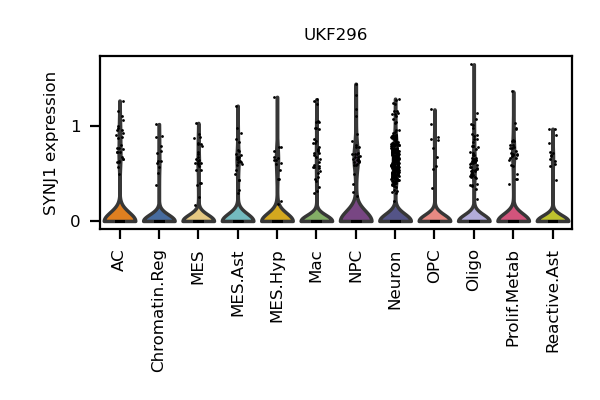 UKF296
SYNJ1 expression
1
0
AC
Chromatin.Reg
MES
MES.Ast
MES.Hyp
Mac
NPC
Neuron
OPC
Oligo
Prolif.Metab
Reactive.Ast